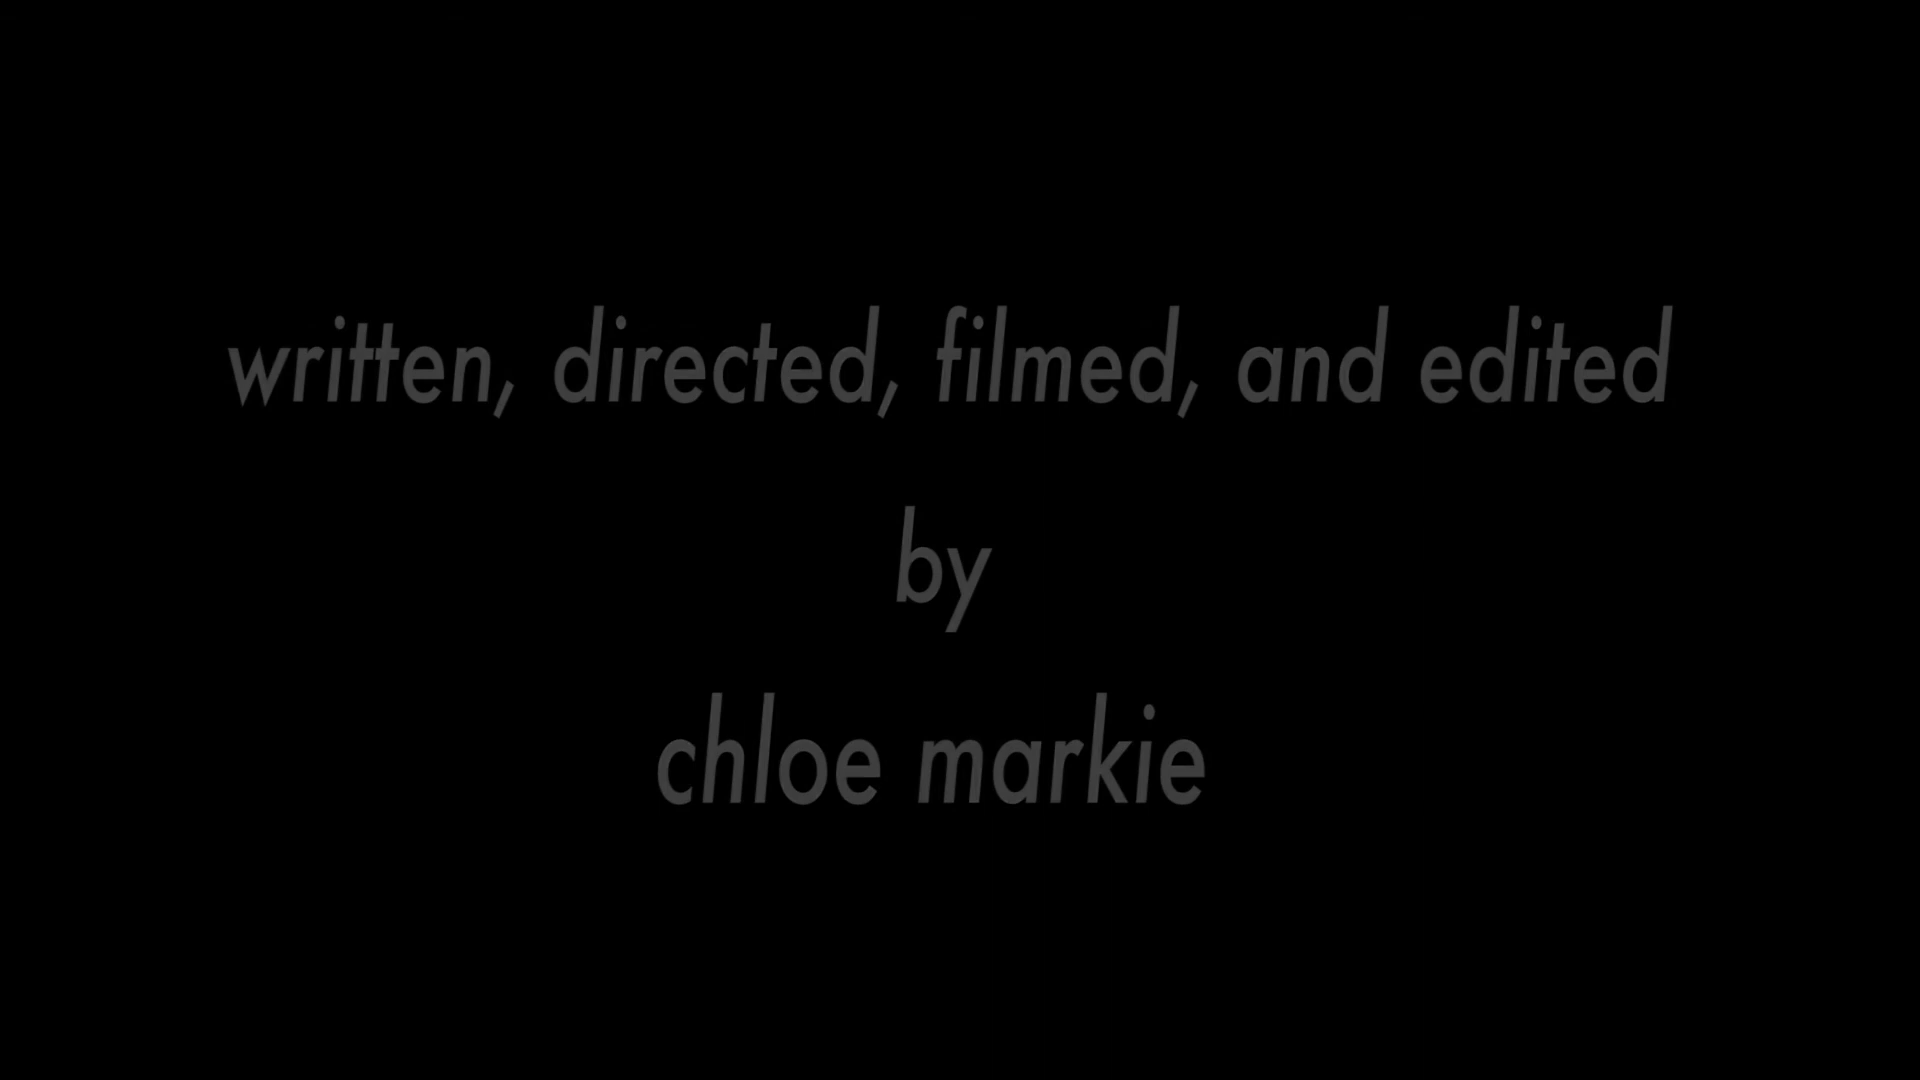 written, directed, filmed, and edited
by
chloe markie